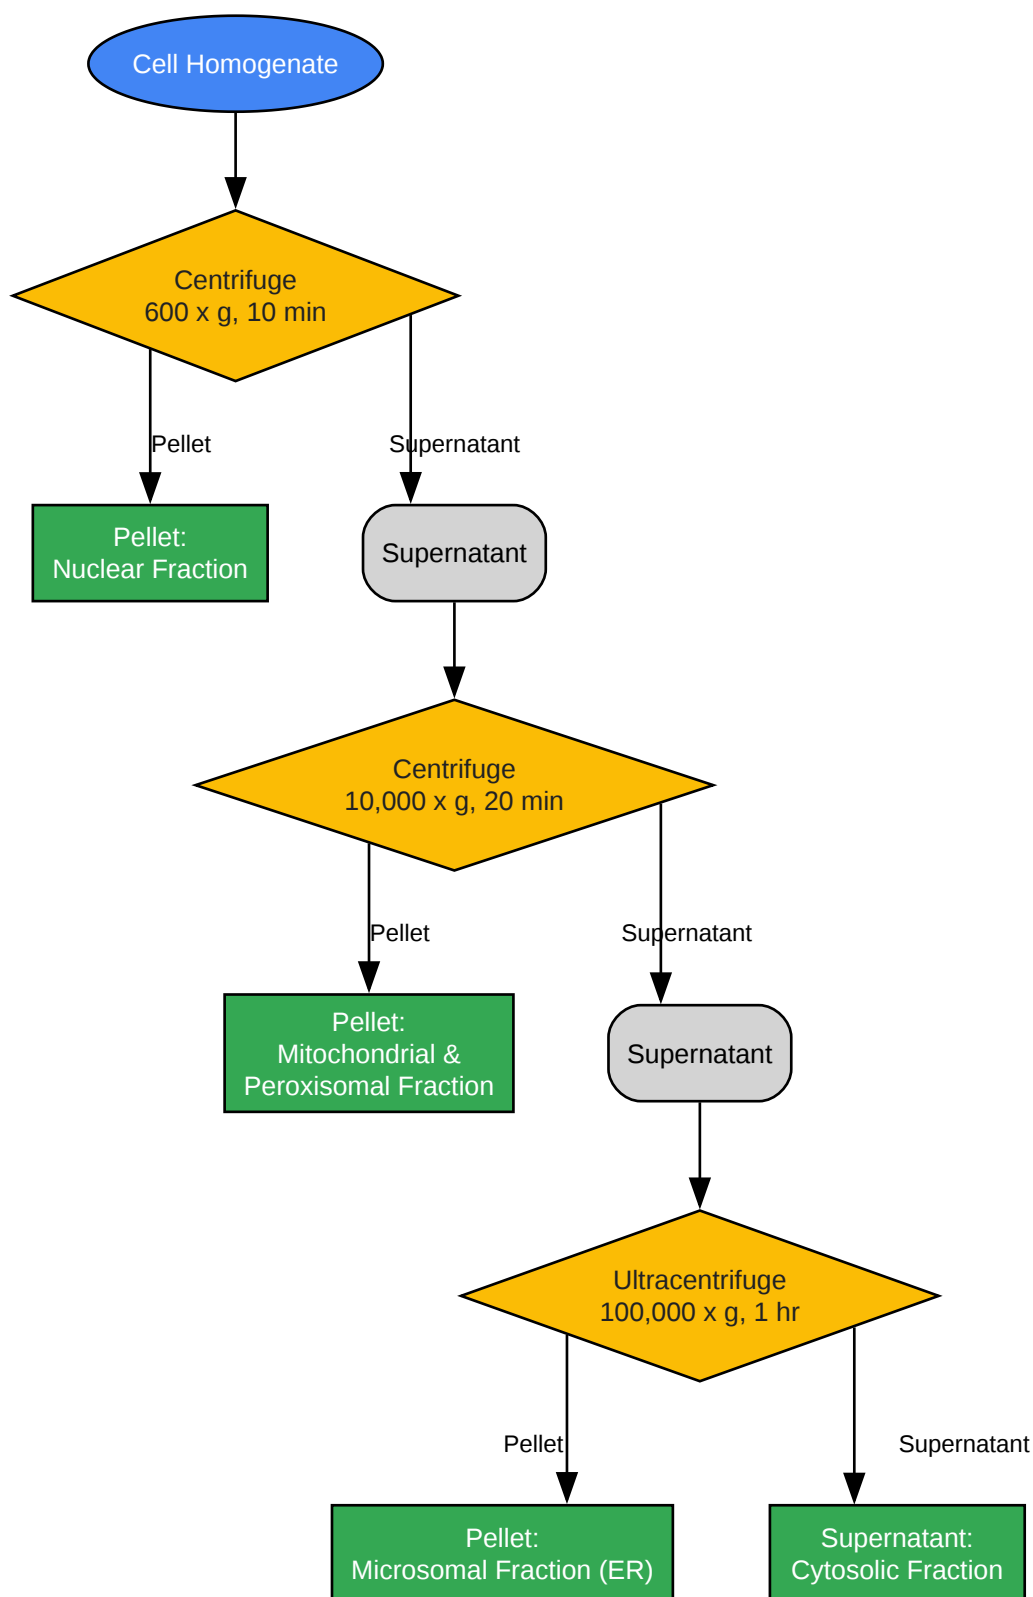 Cell Homogenate
Centrifuge
600 x g, 10 min
Pellet
Supernatant
Pellet:
Nuclear Fraction
Supernatant
Centrifuge
10,000 x g, 20 min
Pellet
Supernatant
Pellet:
Mitochondrial &
Peroxisomal Fraction
Supernatant
Ultracentrifuge
100,000 x g, 1 hr
Pellet
Supernatant
Pellet:
Microsomal Fraction (ER)
Supernatant:
Cytosolic Fraction